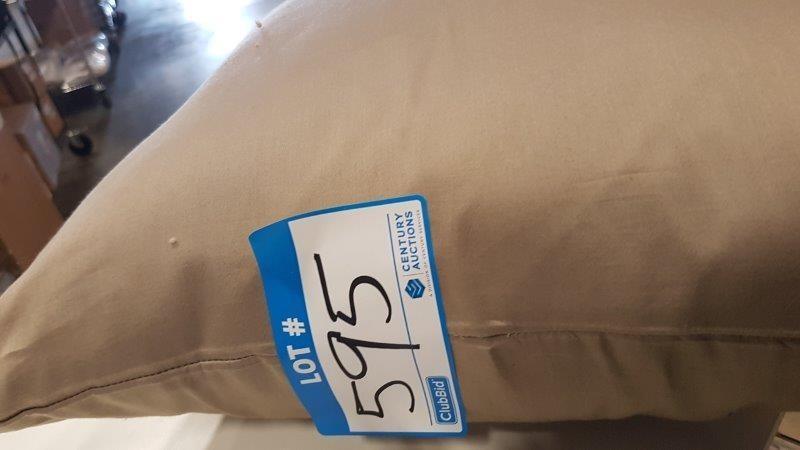 LOT #
595
CENTURY
AUCTIONS
A DIVISION OF CENTURY SERVICES
ClubBid